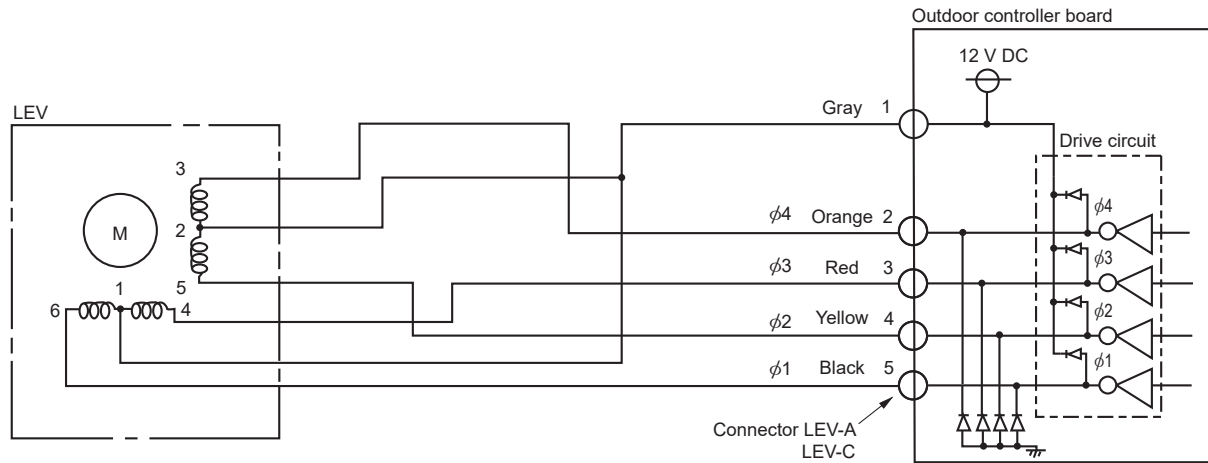 Outdoor controller board
12 V DC
LEV
Gray 1
Drive circuit
3
ϕ4 Orange 2
ϕ4
M
2
ϕ3 Red 3
ϕ3
5
1
6
4
ϕ2 Yellow 4
ϕ2
ϕ1 Black 5
ϕ1
Connector LEV-A
LEV-C